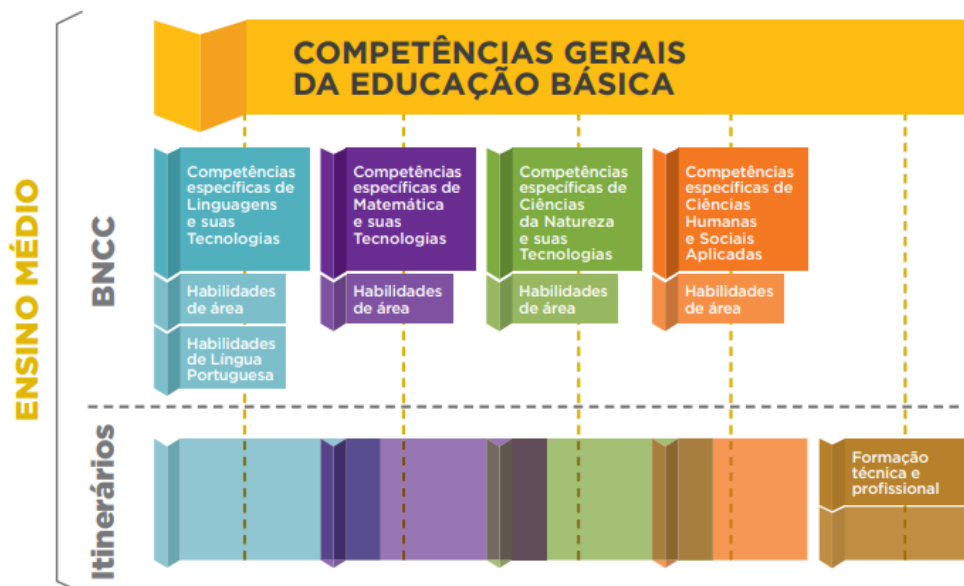 ENSINO MÉDIO
BNCC
COMPETÊNCIAS GERAIS
DA EDUCAÇÃO BÁSICA
Competências
específicas de
Linguagens
e suas
Tecnologias
Habilidades
de área
Habilidades
de Língua
Portuguesa
Competências
específicas de
Matemática
e suas
Tecnologias
Habilidades
de área
Competências
específicas de
Ciências
da Natureza
e suas
Tecnologias
Habilidades
de área
Competências
específicas de
Ciências
Humanas
e Sociais
Aplicadas
Habilidades
de área
Itinerários
Formação
técnica e
profissional